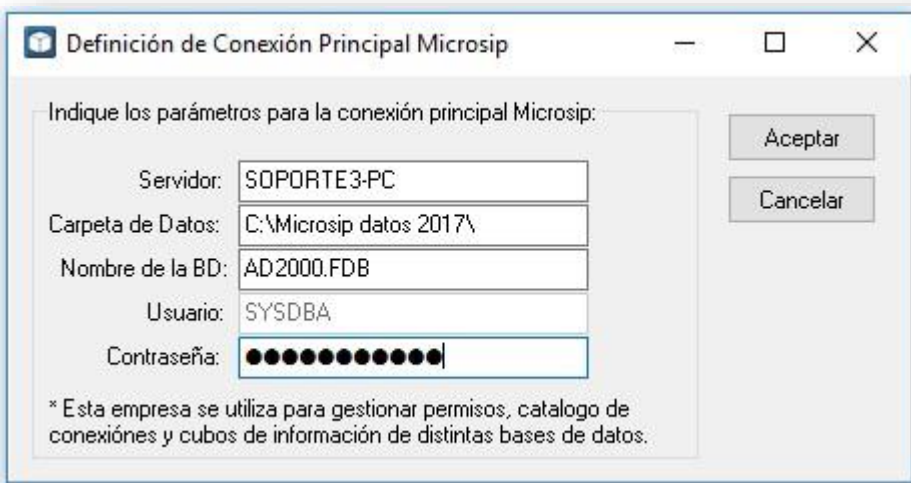 Definición de Conexión Principal Microsip
Indique los parámetros para la conexión principal Microsip:
Aceptar
Servidor: SOPORTE3-PC
Cancelar
Carpeta de Datos: C:\Microsip datos 2017\
Nombre de la BD: AD2000.FDB
Usuario: SYSDBA
Contraseña: ●●●●●●●●●●●
* Esta empresa se utiliza para gestionar permisos, catalogo de
conexiónes y cubos de información de distintas bases de datos.